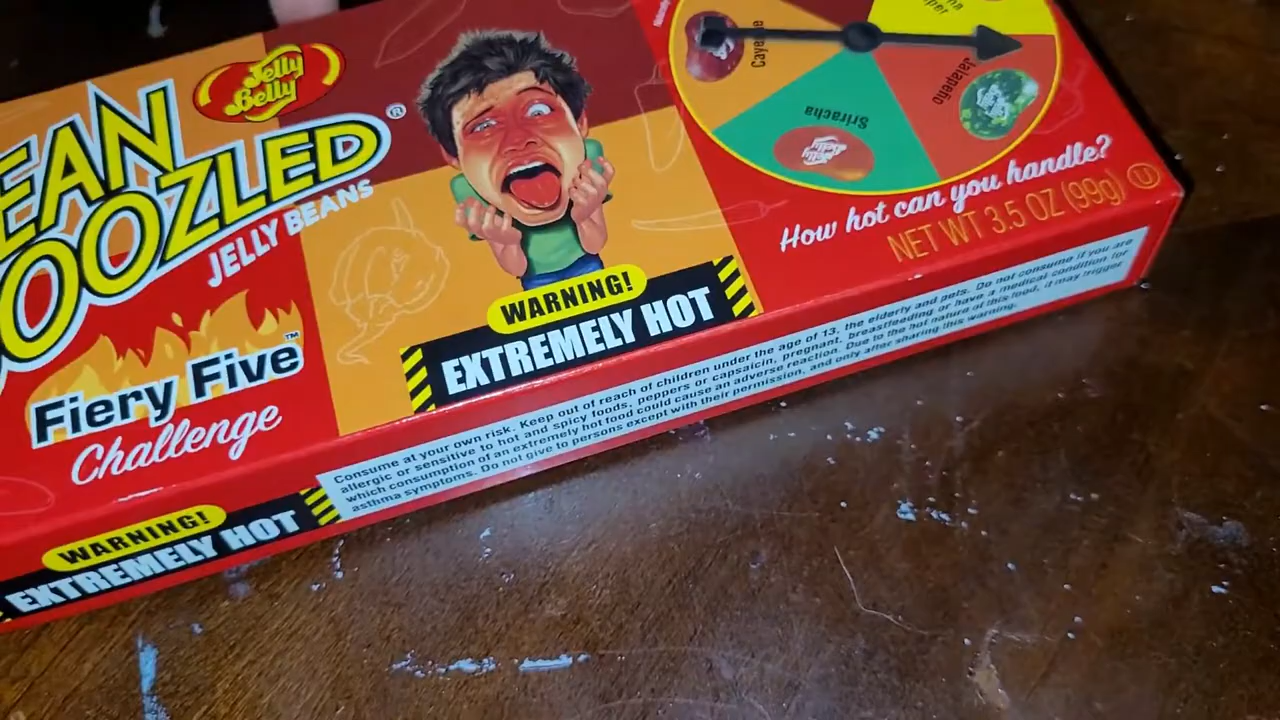 Jelly
Belly
EAN
OOZLED®
JELLY BEANS
Fiery Five™
Challenge
WARNING!
EXTREMELY HOT
Cayenne
Sriracha
Jalapeño
How hot can you handle?
NET WT 3.5 OZ (99g)
WARNING!
EXTREMELY HOT
Consume at your own risk. Keep out of reach of children under the age of 13, the elderly and pets. Do not consume if you are
allergic or sensitive to hot and spicy foods, peppers or capsaicin, pregnant, breastfeeding or have a medical condition for
which consumption of an extremely hot food could cause an adverse reaction. Due to the hot nature of this food, it may trigger
asthma symptoms. Do not give to persons except with their permission, and only after sharing this warning.